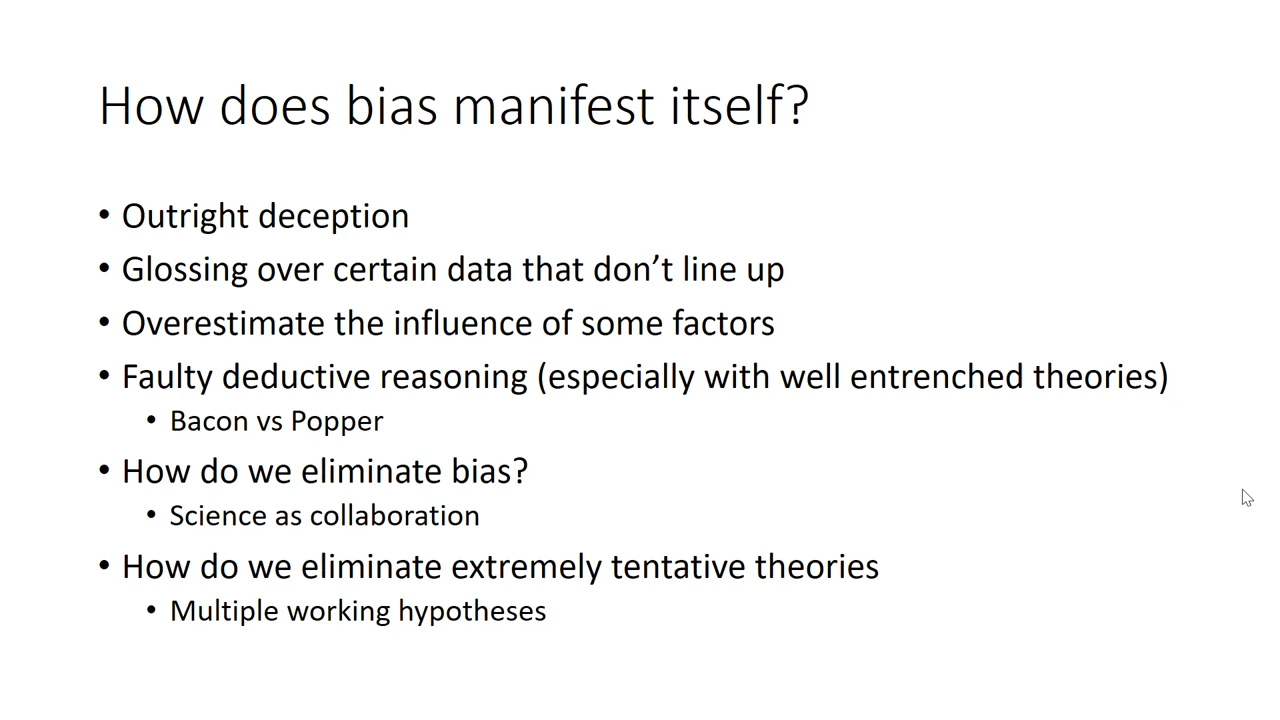 How does bias manifest itself?
• Outright deception
• Glossing over certain data that don’t line up
• Overestimate the influence of some factors
• Faulty deductive reasoning (especially with well entrenched theories)
• Bacon vs Popper
• How do we eliminate bias?
• Science as collaboration
• How do we eliminate extremely tentative theories
• Multiple working hypotheses